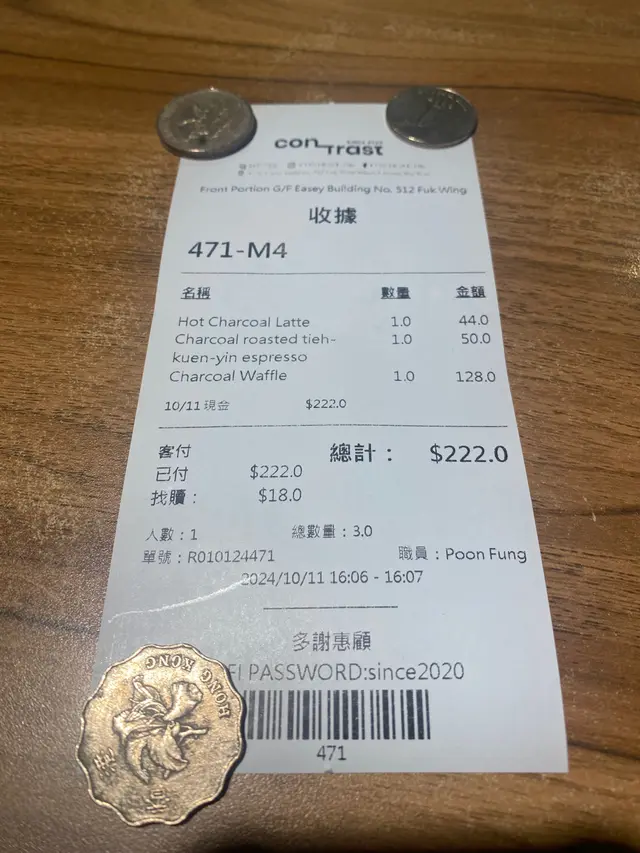 conTrast
Front Portion G/F Easey Building No. 512 Fuk Wing
收據
471-M4
名稱 數量 金額
Hot Charcoal Latte 1.0 44.0
Charcoal roasted tieh- 1.0 50.0
kuen-yin espresso
Charcoal Waffle 1.0 128.0
10/11 現金 $222.0
客付 總計： $222.0
已付 $222.0
找贖： $18.0
人數：1 總數量：3.0
單號：R010124471 職員：Poon Fung
2024/10/11 16:06 - 16:07
多謝惠顧
FI PASSWORD:since2020
471
HONG KONG
香